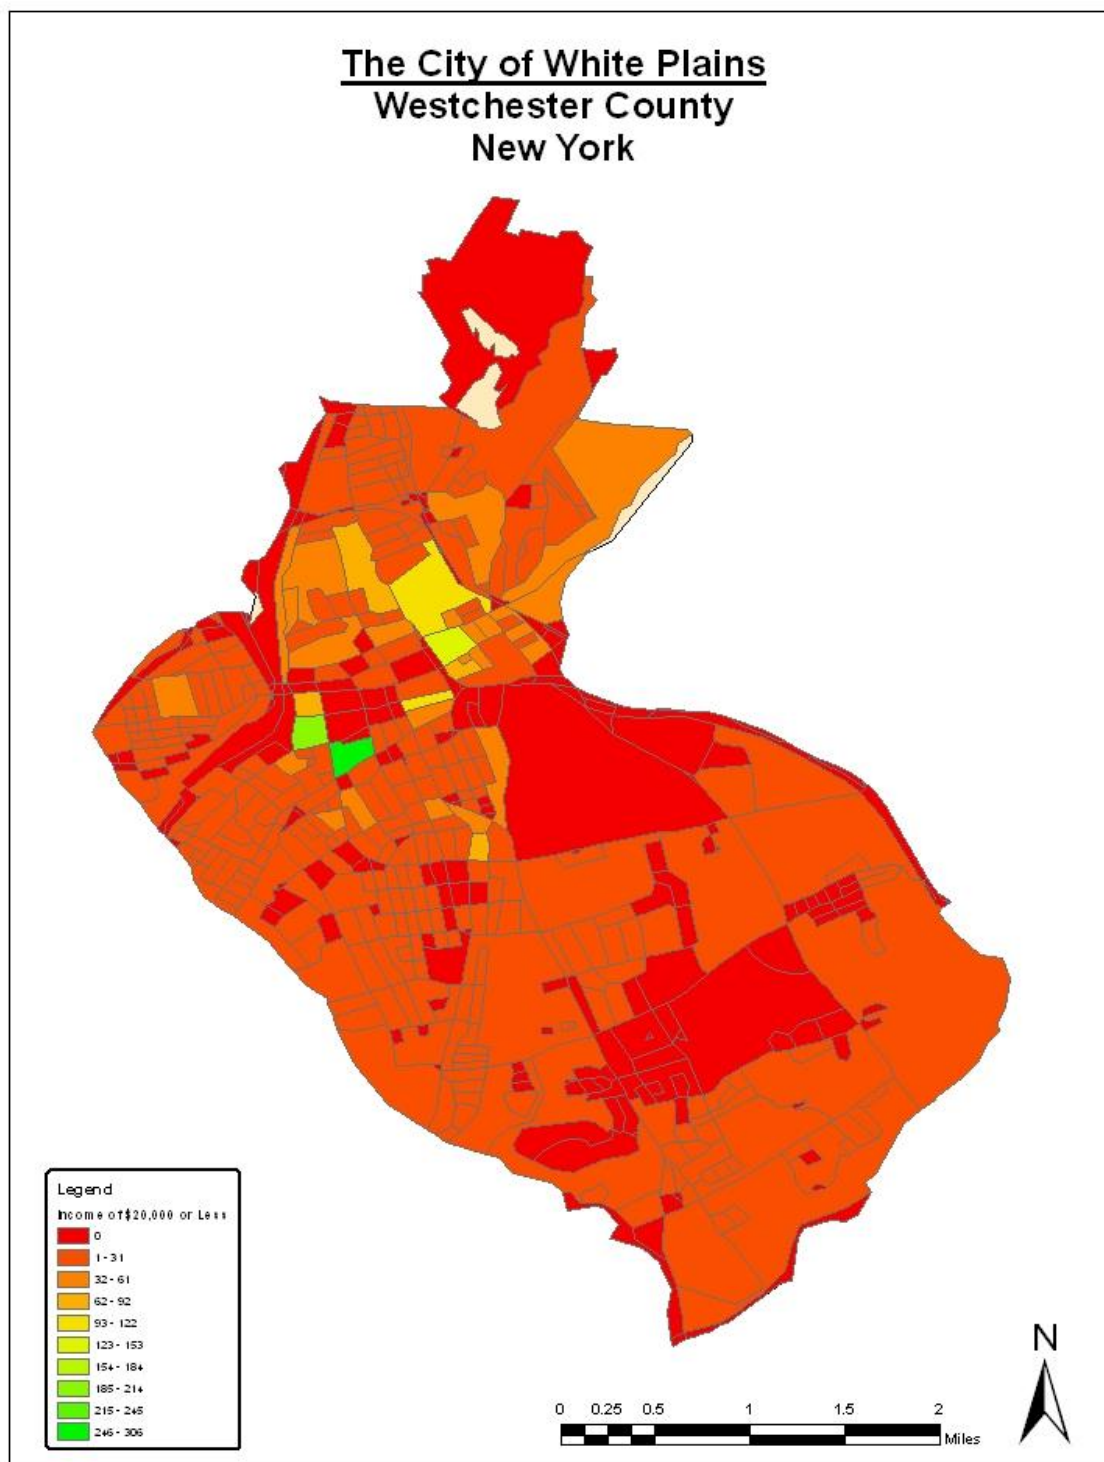 The City of White Plains
Westchester County
New York
Legend
Income of $20,000 or Less
0
1 - 31
32 - 61
62 - 92
93 - 122
123 - 153
154 - 184
185 - 214
215 - 245
246 - 306
N
0 0.25 0.5 1 1.5 2
Miles